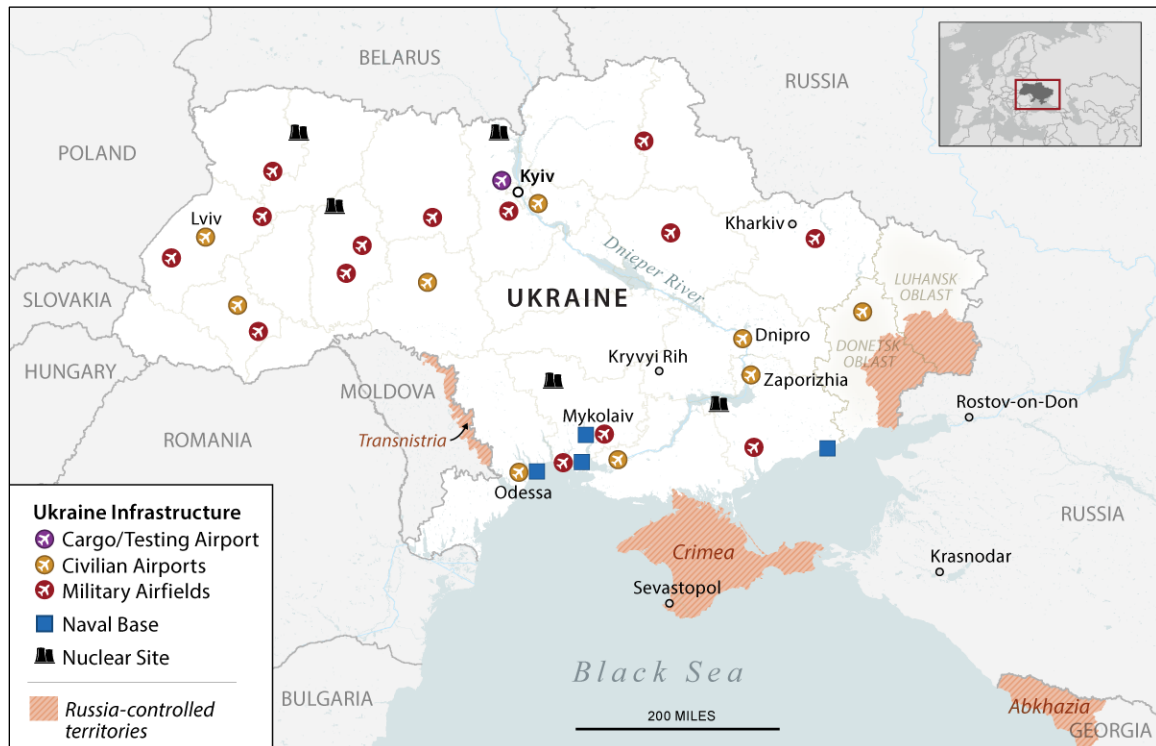 BELARUS
RUSSIA
POLAND
Kyiv
Lviv
Kharkiv
Dnieper River
SLOVAKIA
UKRAINE
LUHANSK
OBLAST
Dnipro
DONETSK
OBLAST
HUNGARY
Kryvyi Rih
MOLDOVA
Zaporizhia
Rostov-on-Don
Mykolaiv
ROMANIA
Transnistria
Odessa
Ukraine Infrastructure
Cargo/Testing Airport
Civilian Airports
Military Airfields
Naval Base
Nuclear Site
Russia-controlled
territories
RUSSIA
Crimea
Krasnodar
Sevastopol
Black Sea
BULGARIA
200 MILES
Abkhazia
GEORGIA